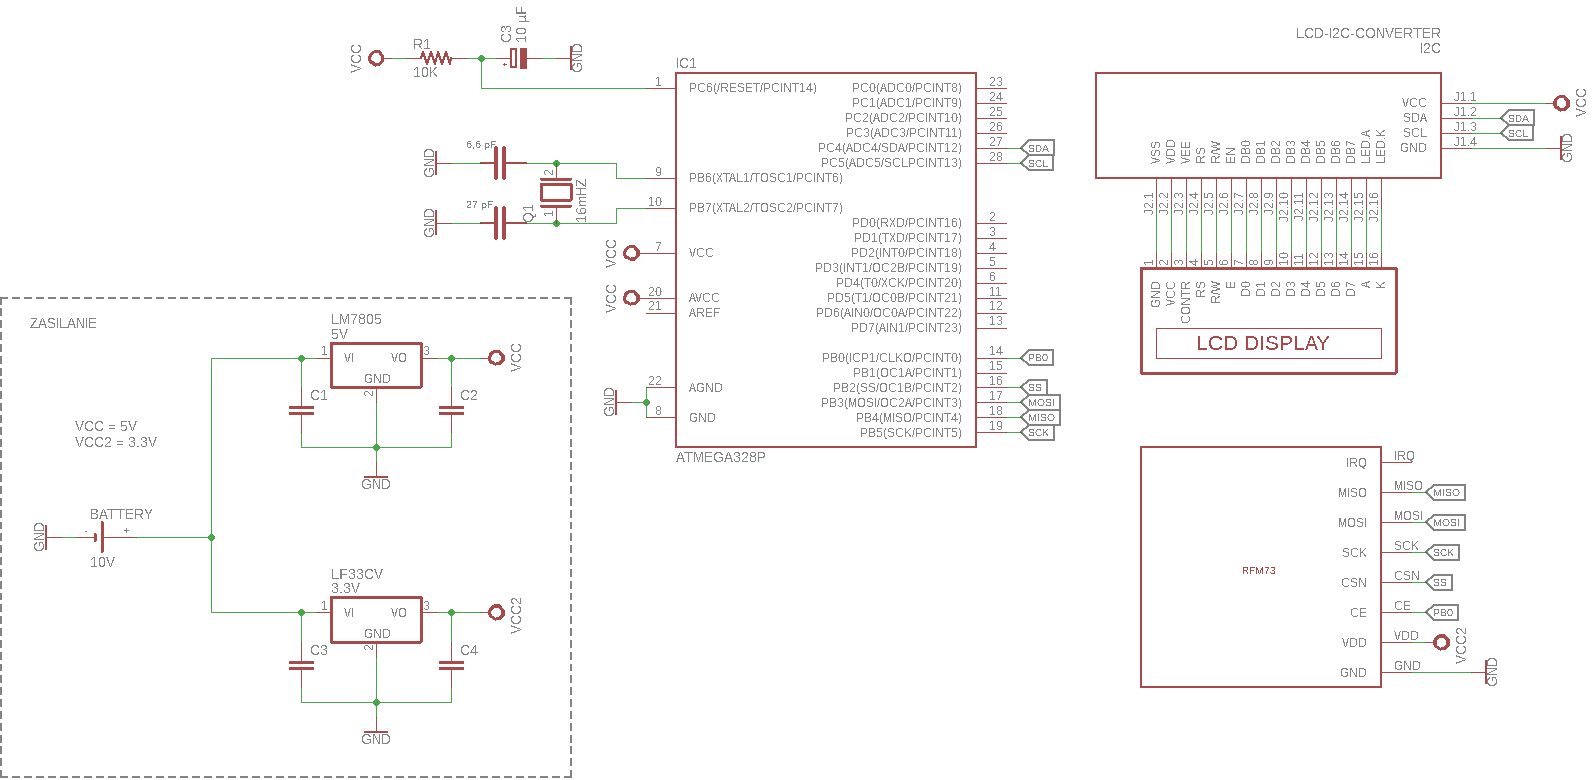 VCC
R1
10K
C3
10 µF
GND
IC1
1
PC6(/RESET/PCINT14)
GND
6,6 pF
GND
27 pF
2
1
Q1
16mHZ
9
PB6(XTAL1/TOSC1/PCINT6)
10
PB7(XTAL2/TOSC2/PCINT7)
VCC
7
VCC
VCC
20
AVCC
21
AREF
GND
22
AGND
8
GND
PC0(ADC0/PCINT8)
23
PC1(ADC1/PCINT9)
24
PC2(ADC2/PCINT10)
25
PC3(ADC3/PCINT11)
26
PC4(ADC4/SDA/PCINT12)
27
SDA
PC5(ADC5/SCLPCINT13)
28
SCL
PD0(RXD/PCINT16)
2
PD1(TXD/PCINT17)
3
PD2(INT0/PCINT18)
4
PD3(INT1/OC2B/PCINT19)
5
PD4(T0/XCK/PCINT20)
6
PD5(T1/OC0B/PCINT21)
11
PD6(AIN0/OC0A/PCINT22)
12
PD7(AIN1/PCINT23)
13
PB0(ICP1/CLKO/PCINT0)
14
PB0
PB1(OC1A/PCINT1)
15
PB2(SS/OC1B/PCINT2)
16
SS
PB3(MOSI/OC2A/PCINT3)
17
MOSI
PB4(MISO/PCINT4)
18
MISO
PB5(SCK/PCINT5)
19
SCK
ATMEGA328P
LCD-I2C-CONVERTER
I2C
VCC
J1.1
VCC
SDA
J1.2
SDA
SCL
J1.3
SCL
GND
J1.4
GND
VSS
VDD
VEE
RS
R/W
EN
DB0
DB1
DB2
DB3
DB4
DB5
DB6
DB7
LED.A
LED.K
J2.1
J2.2
J2.3
J2.4
J2.5
J2.6
J2.7
J2.8
J2.9
J2.10
J2.11
J2.12
J2.13
J2.14
J2.15
J2.16
1
2
3
4
5
6
7
8
9
10
11
12
13
14
15
16
GND
VCC
CONTR
RS
R/W
E
D0
D1
D2
D3
D4
D5
D6
D7
A
K
LCD DISPLAY
ZASILANIE
LM7805
5V
1
VI
VO
3
GND
2
VCC
C1
C2
GND
VCC = 5V
VCC2 = 3.3V
GND
BATTERY
-
+
10V
LF33CV
3.3V
1
VI
VO
3
GND
2
VCC2
C3
C4
GND
RFM73
IRQ
IRQ
MISO
MISO
MISO
MOSI
MOSI
MOSI
SCK
SCK
SCK
CSN
CSN
SS
CE
CE
PB0
VDD
VDD
VCC2
GND
GND
GND